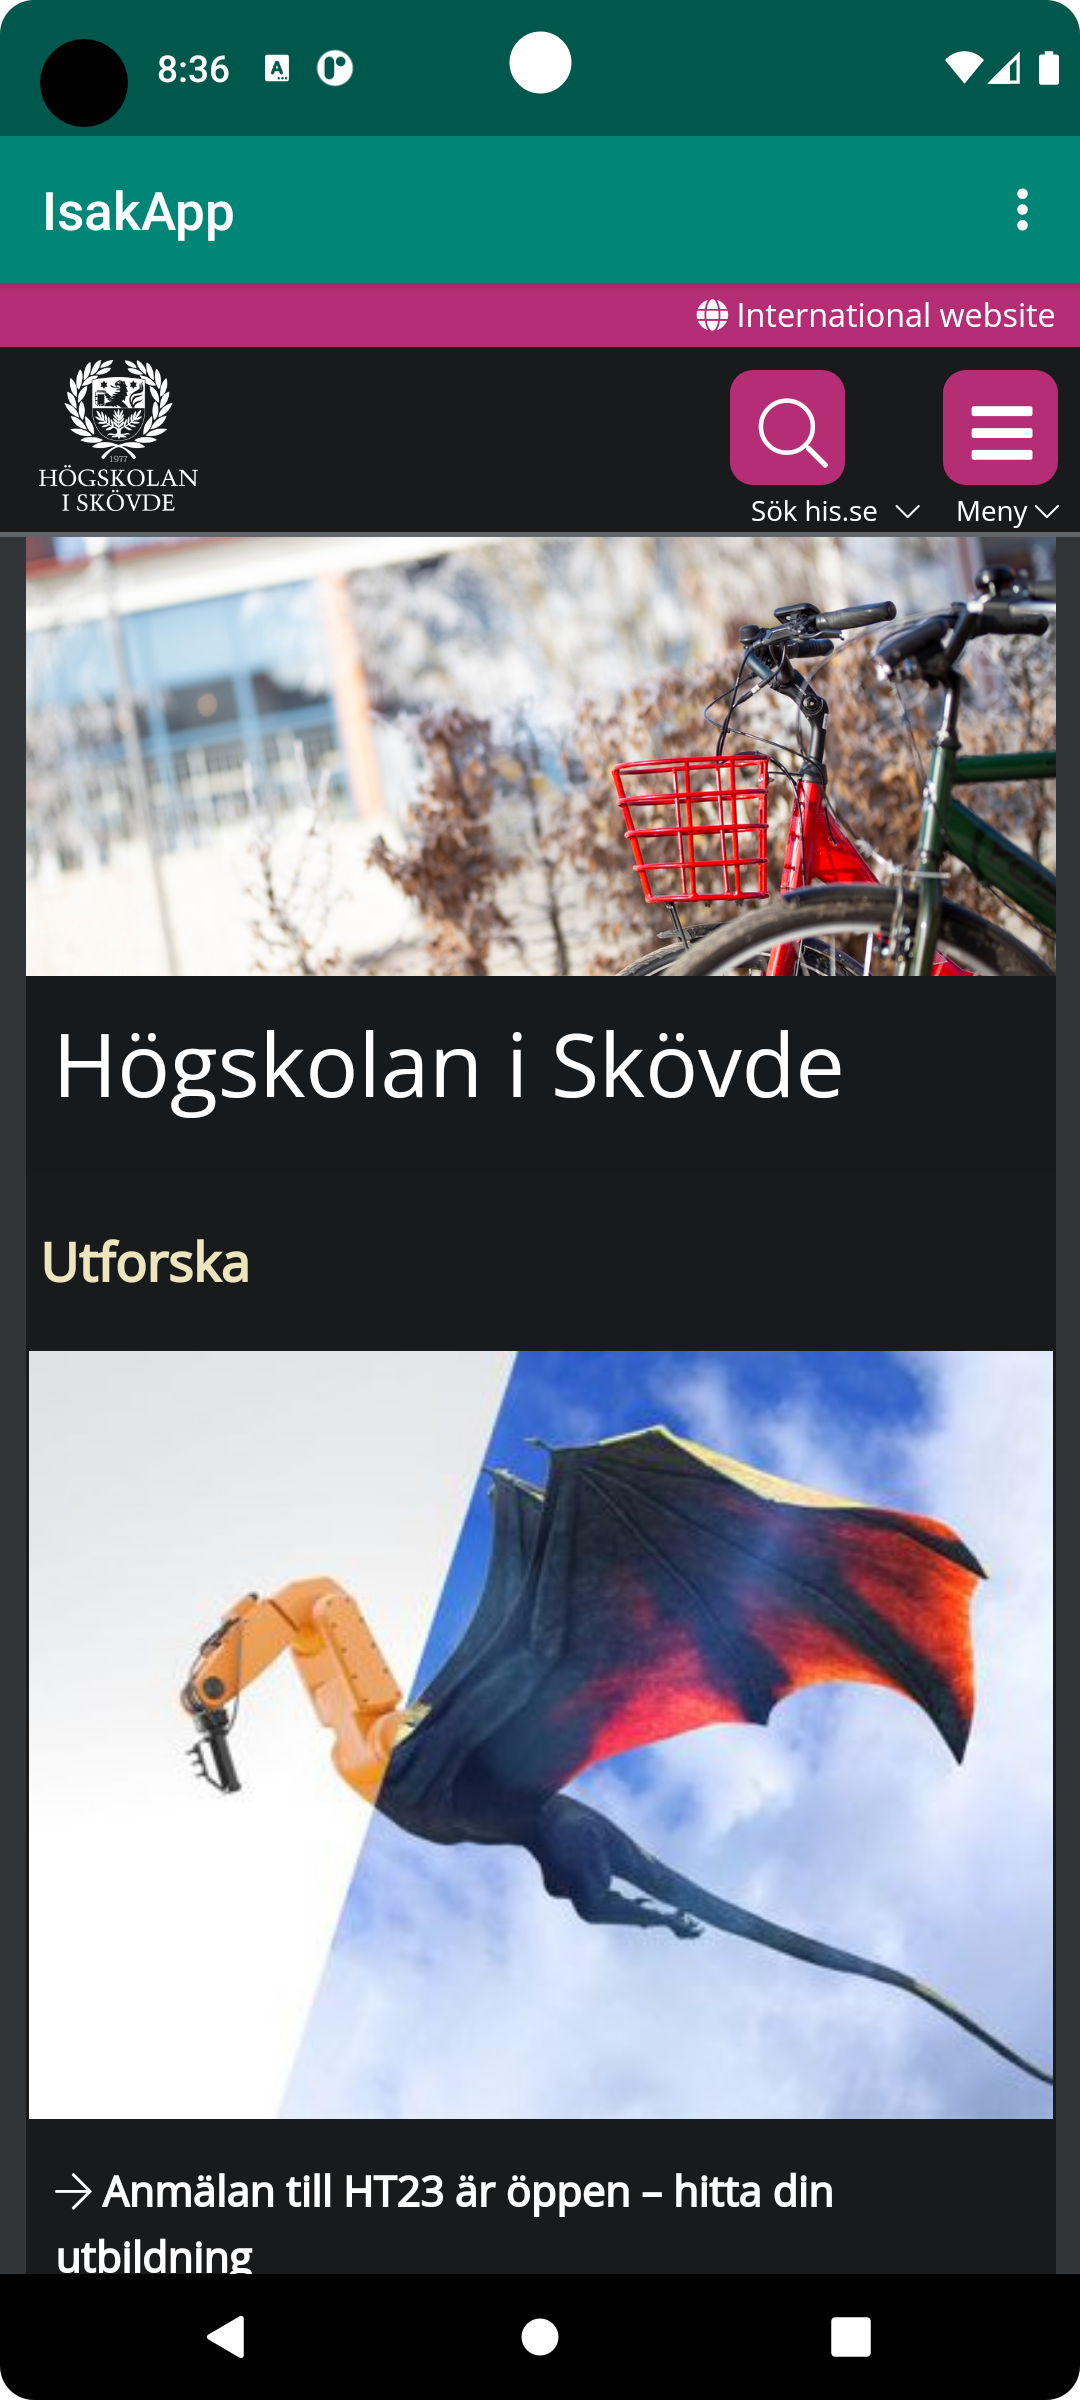 8:36
IsakApp
International website
1977
HÖGSKOLAN
I SKÖVDE
Sök his.se
Meny
Högskolan i Skövde
Utforska
Anmälan till HT23 är öppen – hitta din
utbildning